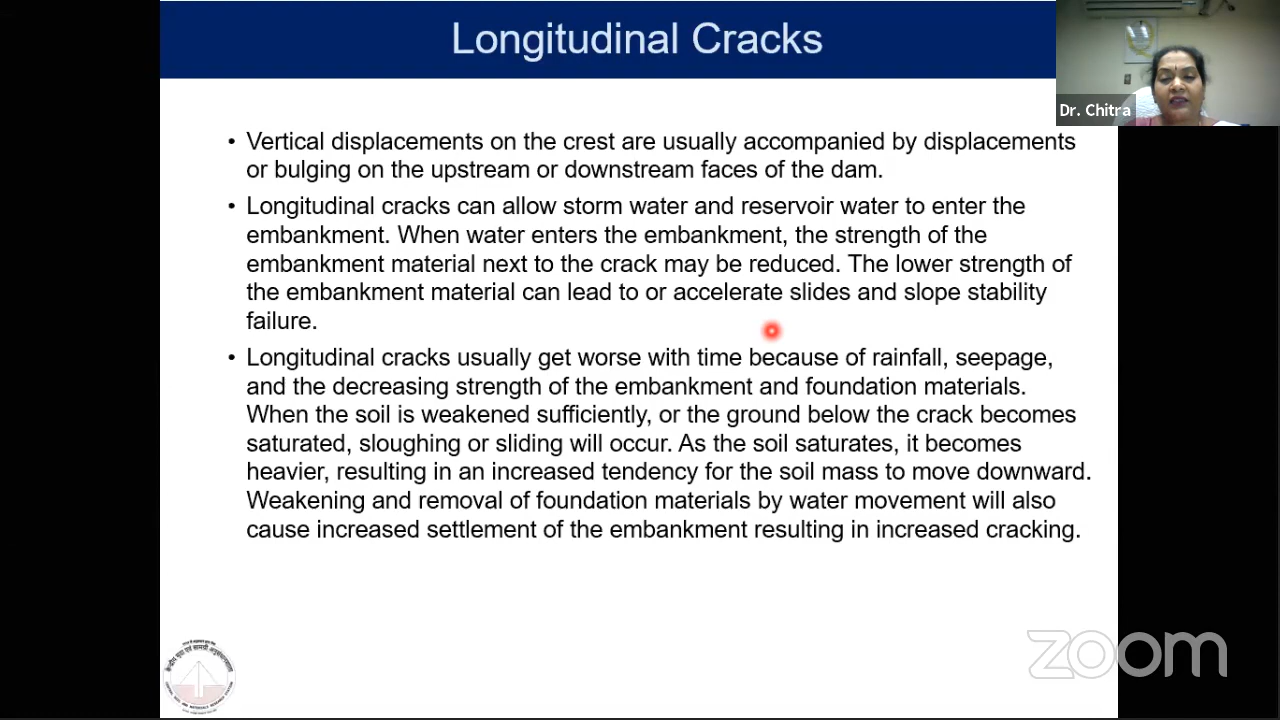 Longitudinal Cracks
Dr. Chitra
• Vertical displacements on the crest are usually accompanied by displacements
or bulging on the upstream or downstream faces of the dam.
• Longitudinal cracks can allow storm water and reservoir water to enter the
embankment. When water enters the embankment, the strength of the
embankment material next to the crack may be reduced. The lower strength of
the embankment material can lead to or accelerate slides and slope stability
failure.
• Longitudinal cracks usually get worse with time because of rainfall, seepage,
and the decreasing strength of the embankment and foundation materials.
When the soil is weakened sufficiently, or the ground below the crack becomes
saturated, sloughing or sliding will occur. As the soil saturates, it becomes
heavier, resulting in an increased tendency for the soil mass to move downward.
Weakening and removal of foundation materials by water movement will also
cause increased settlement of the embankment resulting in increased cracking.
zoom